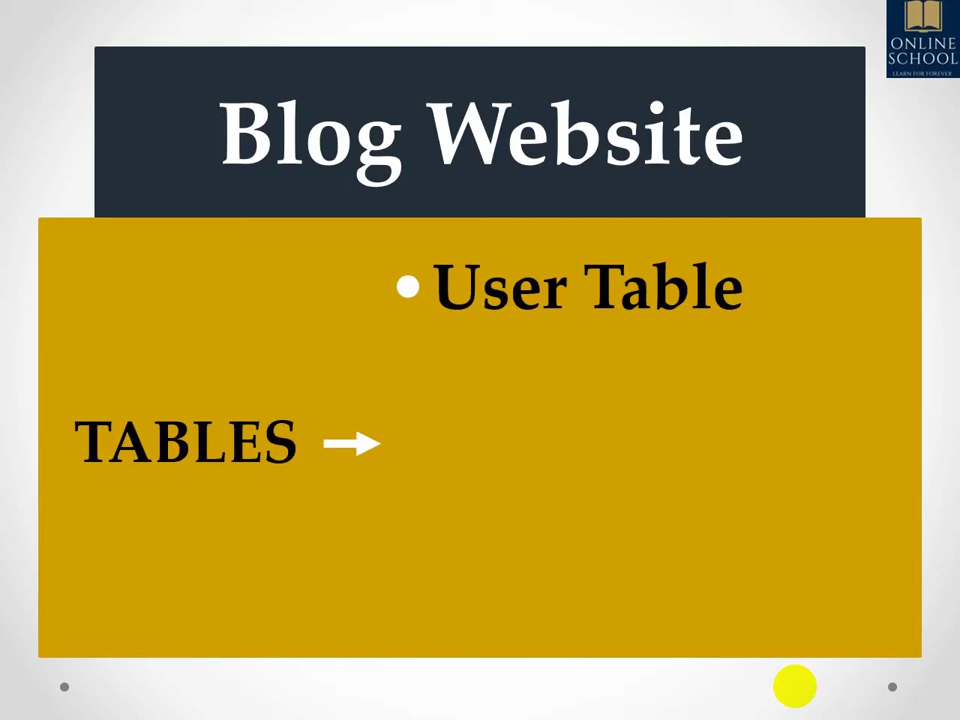 ONLINE
SCHOOL
LEARN FOR FOREVER
Blog Website
• User Table
TABLES